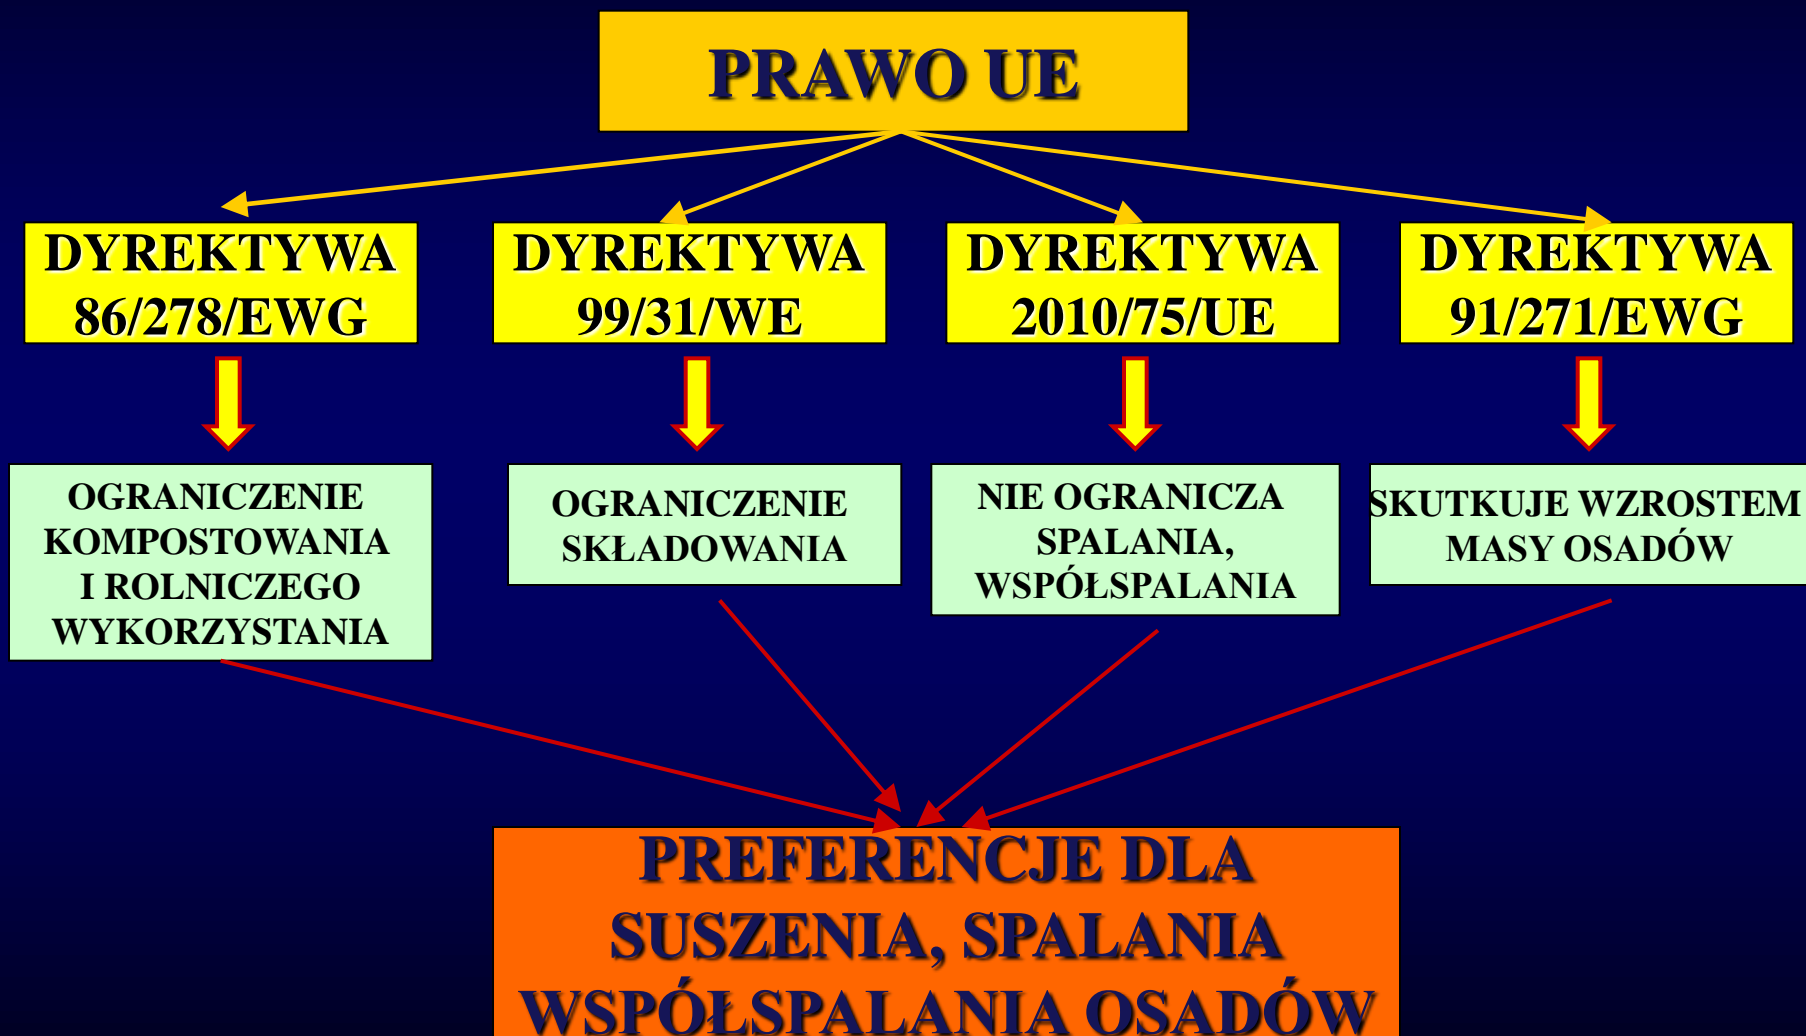 PRAWO UE
DYREKTYWA
86/278/EWG
DYREKTYWA
99/31/WE
DYREKTYWA
2010/75/UE
DYREKTYWA
91/271/EWG
OGRANICZENIE
KOMPOSTOWANIA
I ROLNICZEGO
WYKORZYSTANIA
OGRANICZENIE
SKŁADOWANIA
NIE OGRANICZA
SPALANIA,
WSPÓŁSPALANIA
SKUTKUJE WZROSTEM
MASY OSADÓW
PREFERENCJE DLA
SUSZENIA, SPALANIA
WSPÓŁSPALANIA OSADÓW